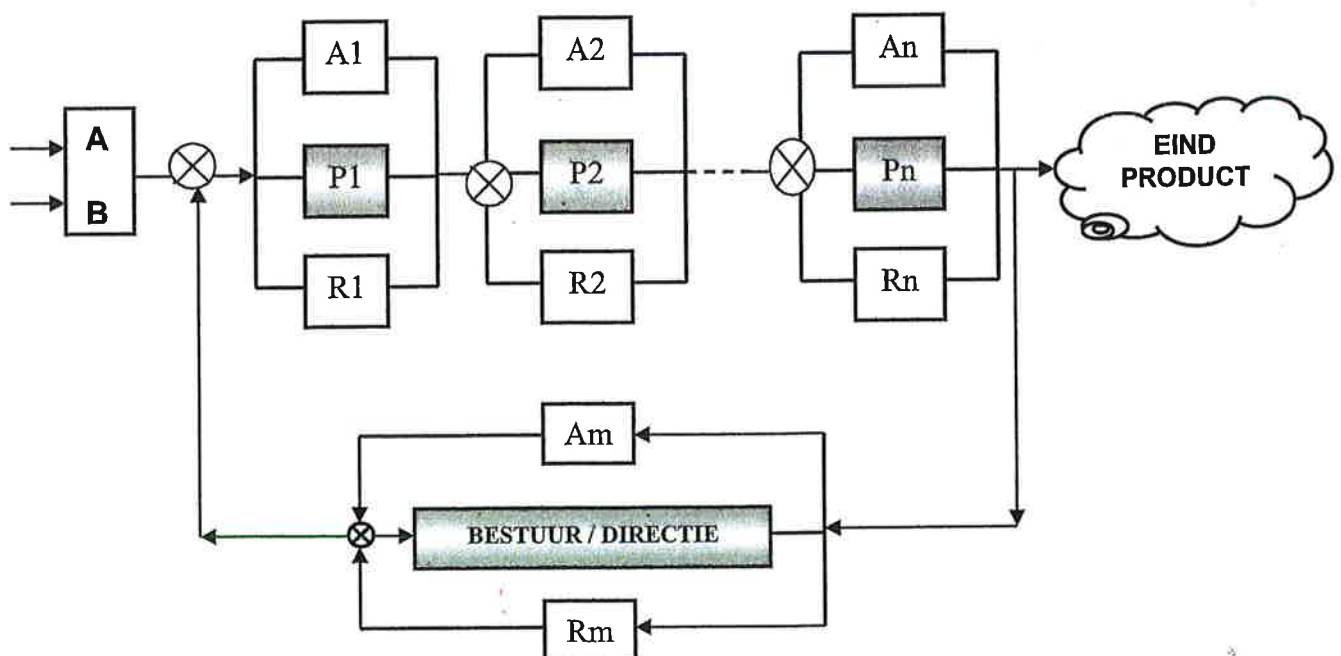 A1
A2
An
A
B
P1
P2
Pn
EIND
PRODUCT
R1
R2
Rn
Am
BESTUUR / DIRECTIE
Rm